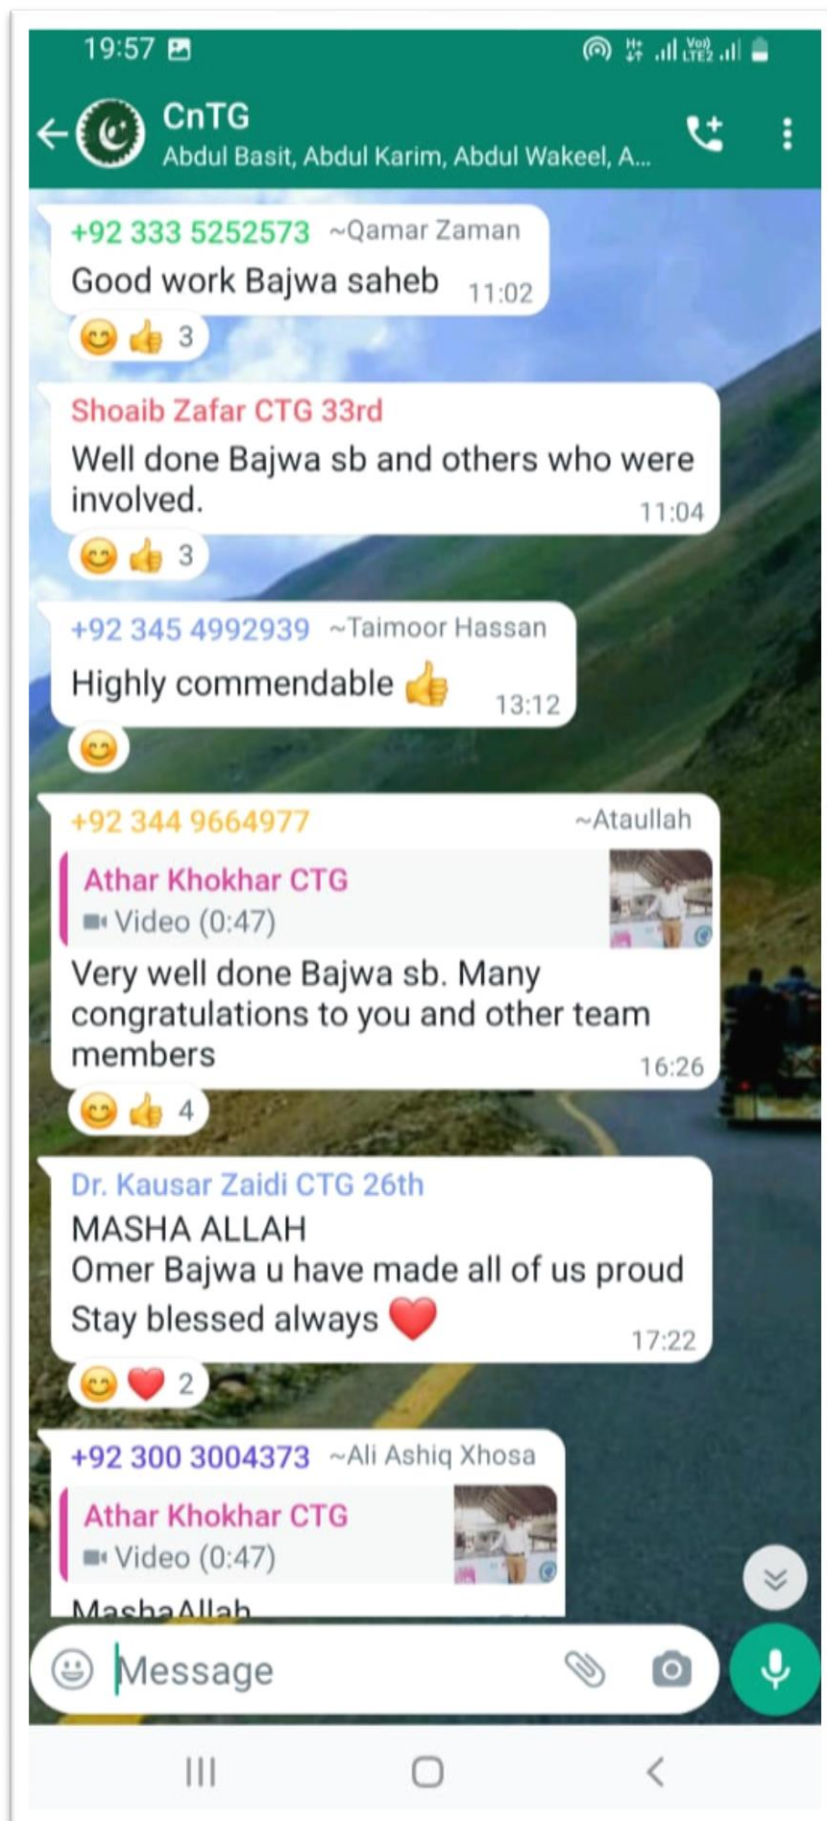 19:57
CnTG
Abdul Basit, Abdul Karim, Abdul Wakeel, A...
+92 333 5252573 ~Qamar Zaman
Good work Bajwa saheb 11:02
😊 👍 3
Shoaib Zafar CTG 33rd
Well done Bajwa sb and others who were
involved. 11:04
😊 👍 3
+92 345 4992939 ~Taimoor Hassan
Highly commendable 👍 13:12
😊
+92 344 9664977 ~Ataullah
Athar Khokhar CTG
Video (0:47)
Very well done Bajwa sb. Many
congratulations to you and other team
members 16:26
😊 👍 4
Dr. Kausar Zaidi CTG 26th
MASHA ALLAH
Omer Bajwa u have made all of us proud
Stay blessed always ❤️ 17:22
😊 ❤️ 2
+92 300 3004373 ~Ali Ashiq Xhosa
Athar Khokhar CTG
Video (0:47)
MashaAllah
Message